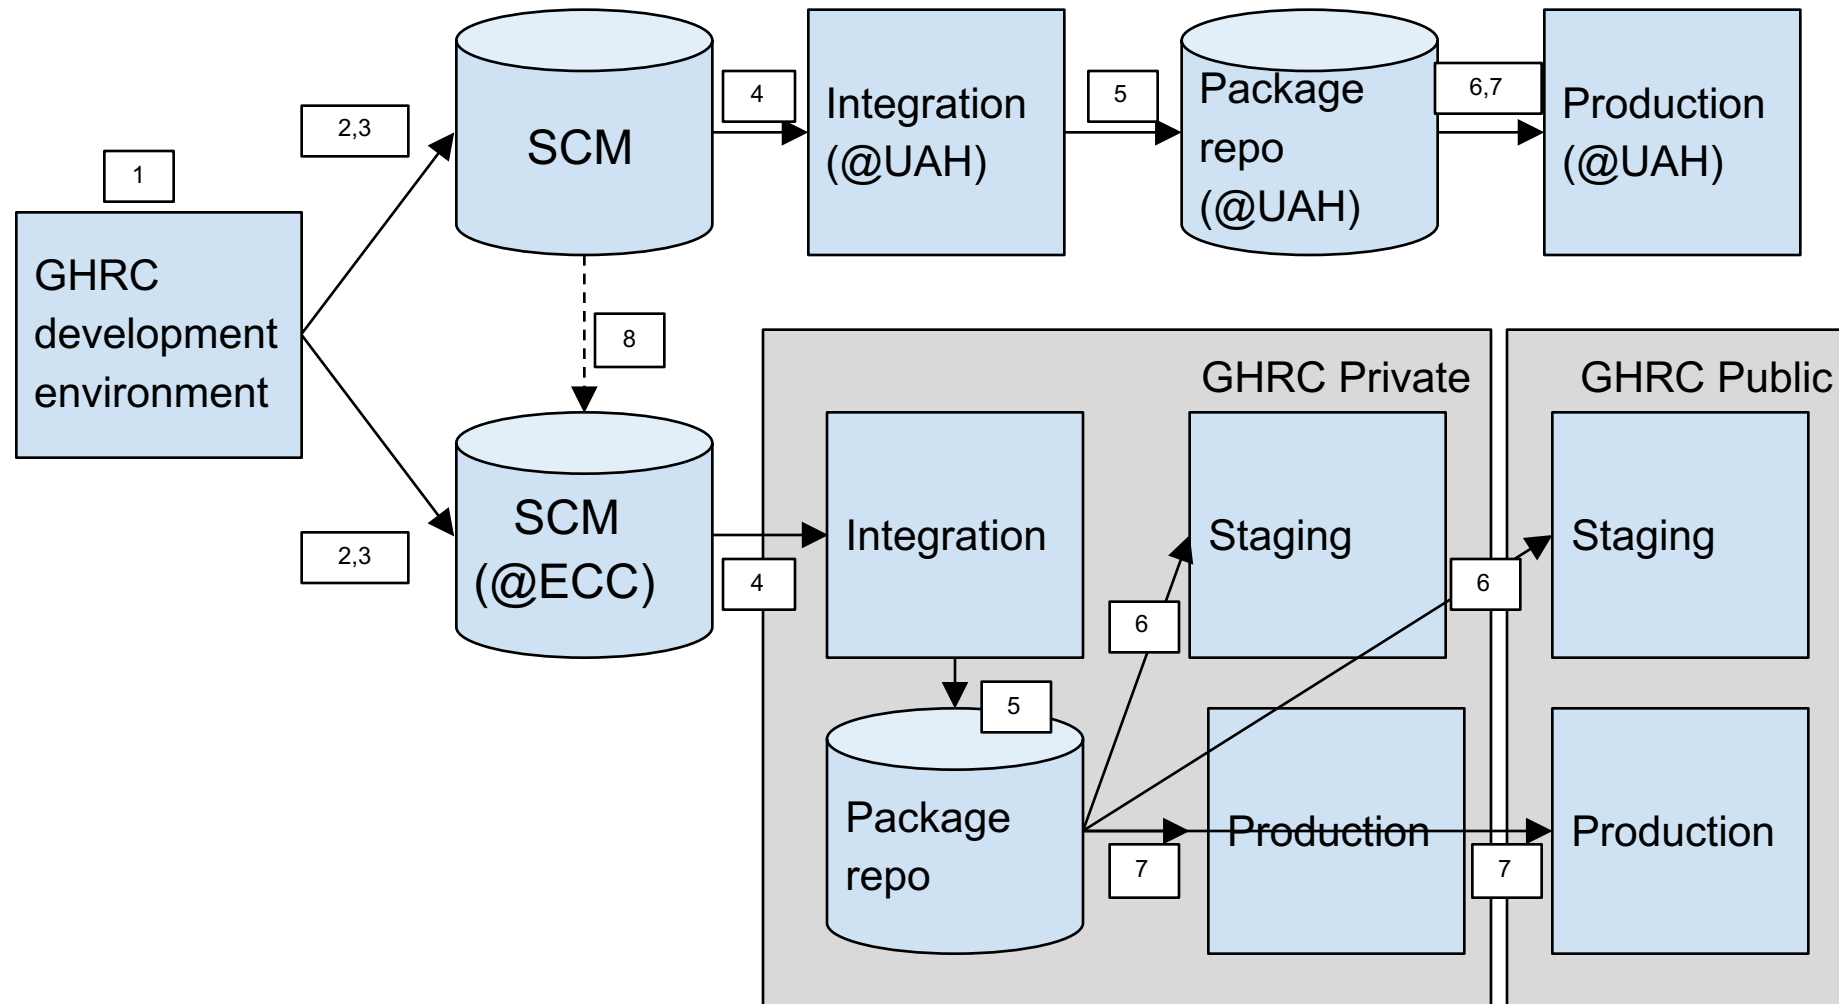 SCM
4
Integration
(@UAH)
5
Package
repo
(@UAH)
6,7
Production
(@UAH)
2,3
1
GHRC
development
environment
8
GHRC Private
GHRC Public
2,3
SCM
(@ECC)
4
Integration
Staging
Staging
6
6
5
Package
repo
Production
Production
7
7